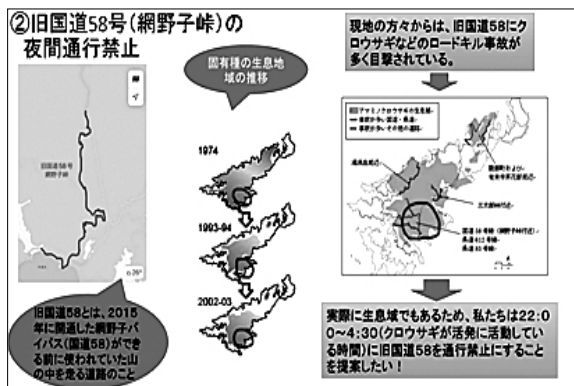 ②旧国道58号(網野子峠)の
夜間通行禁止
旧国道58号
網野子峠
26°
旧国道58とは、2015
年に開通した網野子バ
イパス(国道58)ができ
る前に使われていた山
の中を走る道路のこと
固有種の生息地
域の推移
1974
1993-94
2002-03
現地の方々からは、旧国道58にク
ロウサギなどのロードキル事故が
多く目撃されている。
実際に生息域でもあるため、私たちは22:0
0～4:30(クロウサギが活発に活動してい
る時間)に旧国道58を通行禁止にすること
を提案したい！